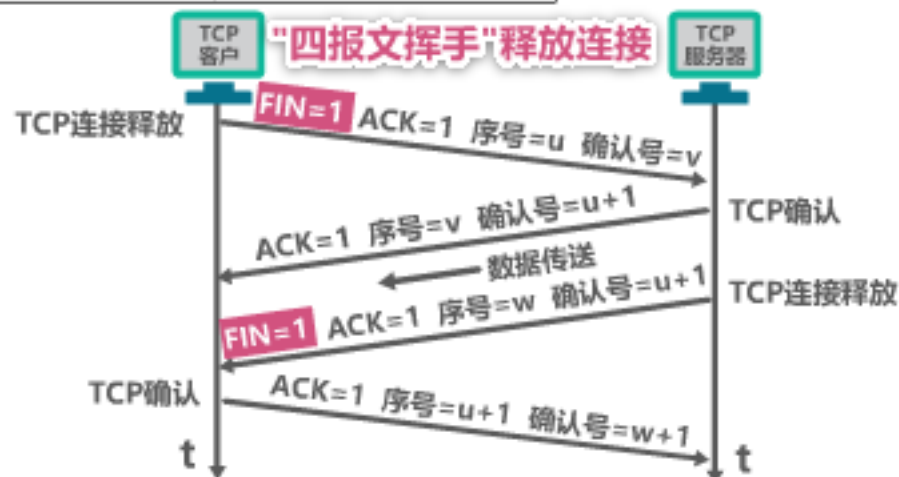 TCP
客户
"四报文挥手"释放连接
TCP
服务器
TCP连接释放
FIN=1 ACK=1 序号=u 确认号=v
ACK=1 序号=v 确认号=u+1
TCP确认
数据传送
FIN=1 ACK=1 序号=w 确认号=u+1
TCP连接释放
TCP确认
ACK=1 序号=u+1 确认号=w+1
t
t